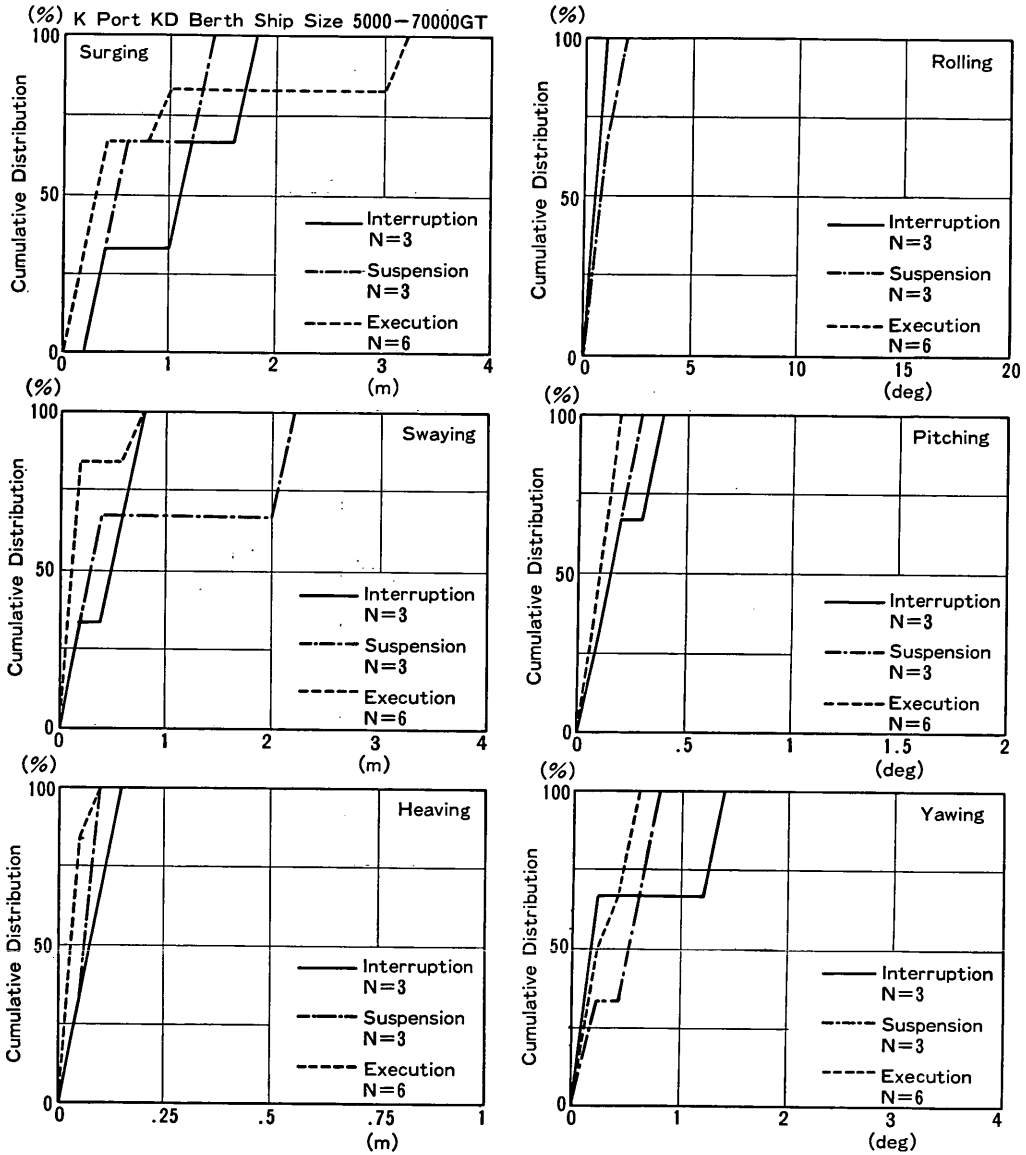 K Port KD Berth Ship Size 5000-70000GT
(%)
100
50
0
Cumulative Distribution
Surging
Interruption
N=3
Suspension
N=3
Execution
N=6
0 1 2 3 4
(m)
(%)
100
50
0
Cumulative Distribution
Rolling
Interruption
N=3
Suspension
N=3
Execution
N=6
0 5 10 15 20
(deg)
(%)
100
50
0
Cumulative Distribution
Swaying
Interruption
N=3
Suspension
N=3
Execution
N=6
0 1 2 3 4
(m)
(%)
100
50
0
Cumulative Distribution
Pitching
Interruption
N=3
Suspension
N=3
Execution
N=6
0 .5 1 1.5 2
(deg)
(%)
100
50
0
Cumulative Distribution
Heaving
Interruption
N=3
Suspension
N=3
Execution
N=6
0 .25 .5 .75 1
(m)
(%)
100
50
0
Cumulative Distribution
Yawing
Interruption
N=3
Suspension
N=3
Execution
N=6
0 1 2 3 4
(deg)